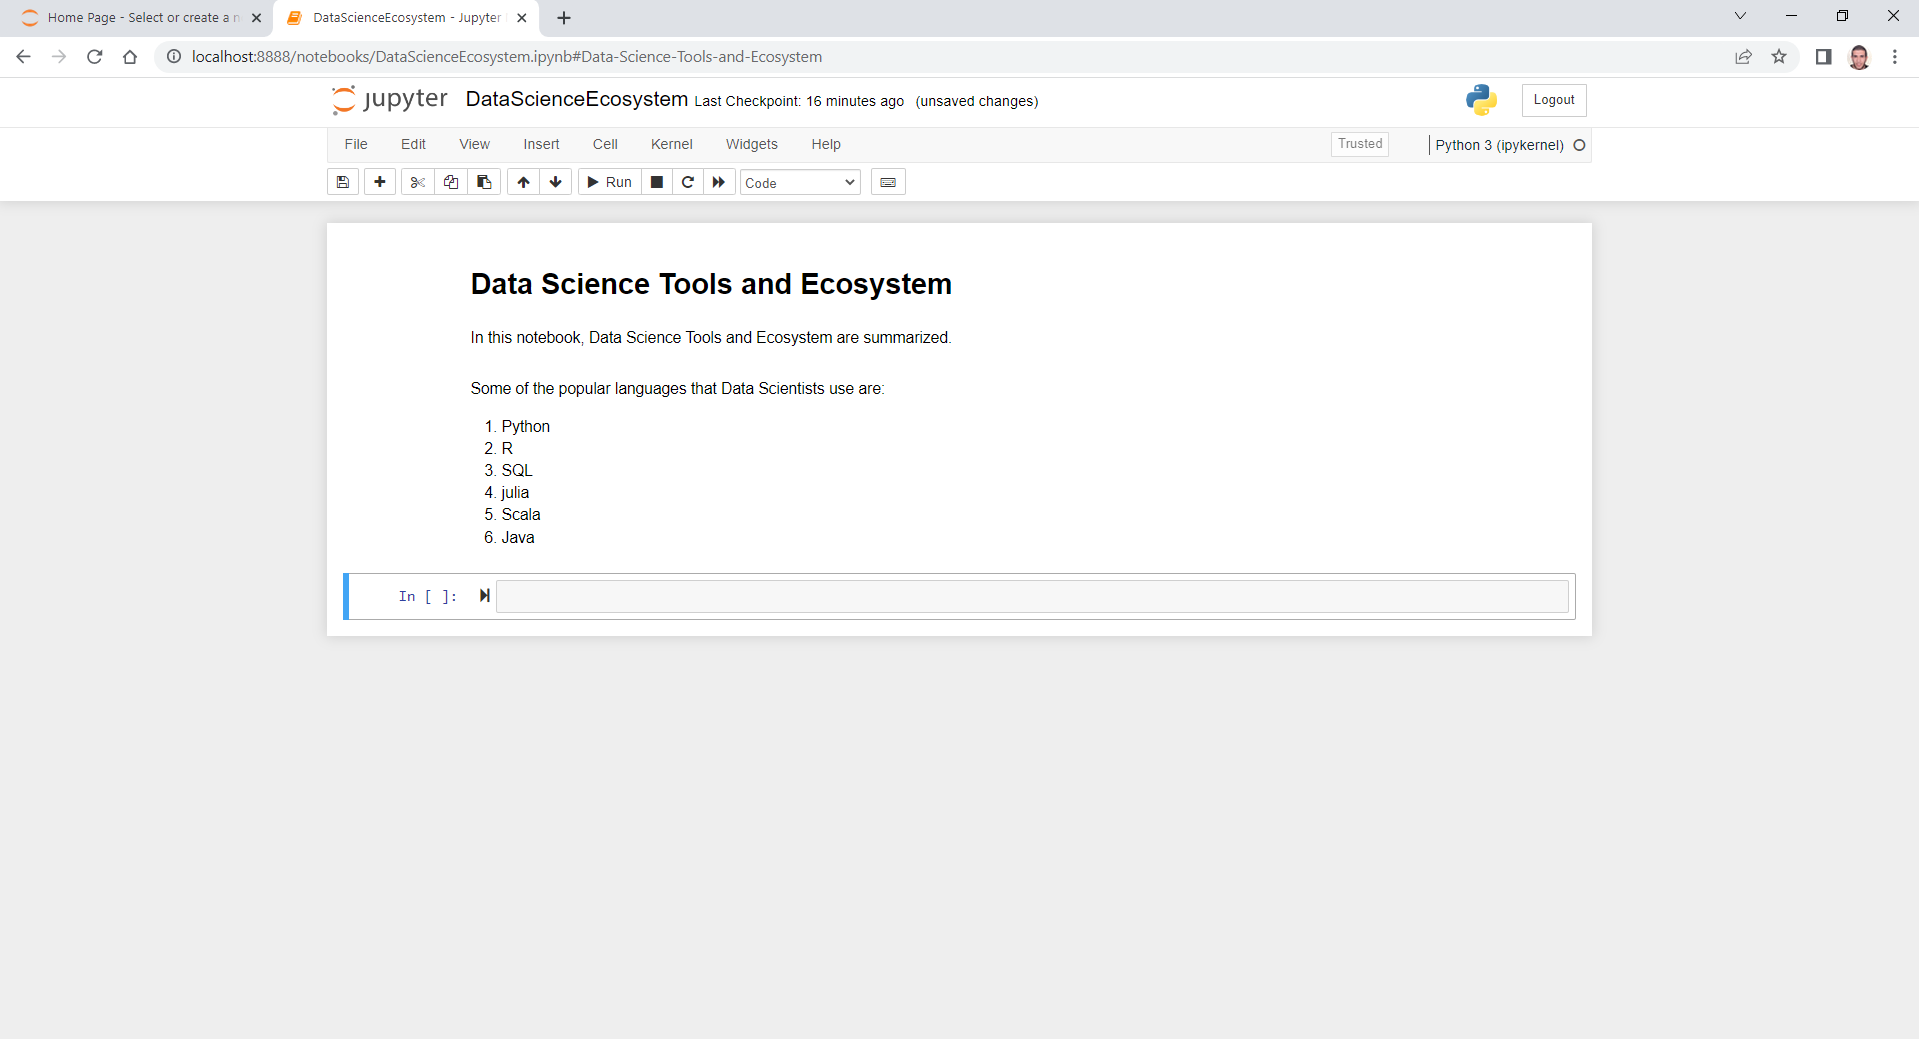 Home Page - Select or create a n
DataScienceEcosystem - Jupyter
localhost:8888/notebooks/DataScienceEcosystem.ipynb#Data-Science-Tools-and-Ecosystem
jupyter DataScienceEcosystem Last Checkpoint: 16 minutes ago (unsaved changes)
Logout
File Edit View Insert Cell Kernel Widgets Help
Trusted
Python 3 (ipykernel)
Run
Code
Data Science Tools and Ecosystem
In this notebook, Data Science Tools and Ecosystem are summarized.
Some of the popular languages that Data Scientists use are:
1. Python
2. R
3. SQL
4. julia
5. Scala
6. Java
In [ ]: